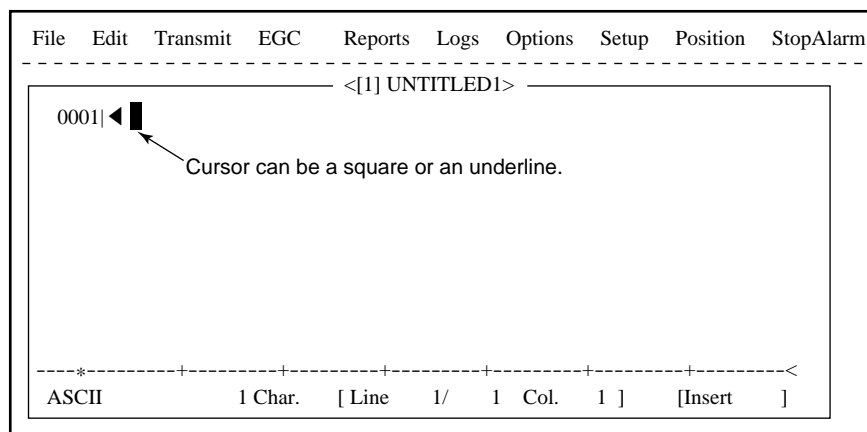 File Edit Transmit EGC Reports Logs Options Setup Position StopAlarm
<[1] UNTITLED1>
0001|
Cursor can be a square or an underline.
----*---------+---------+---------+---------+---------+---------+---------<
ASCII 1 Char. [ Line 1/ 1 Col. 1 ] [Insert ]